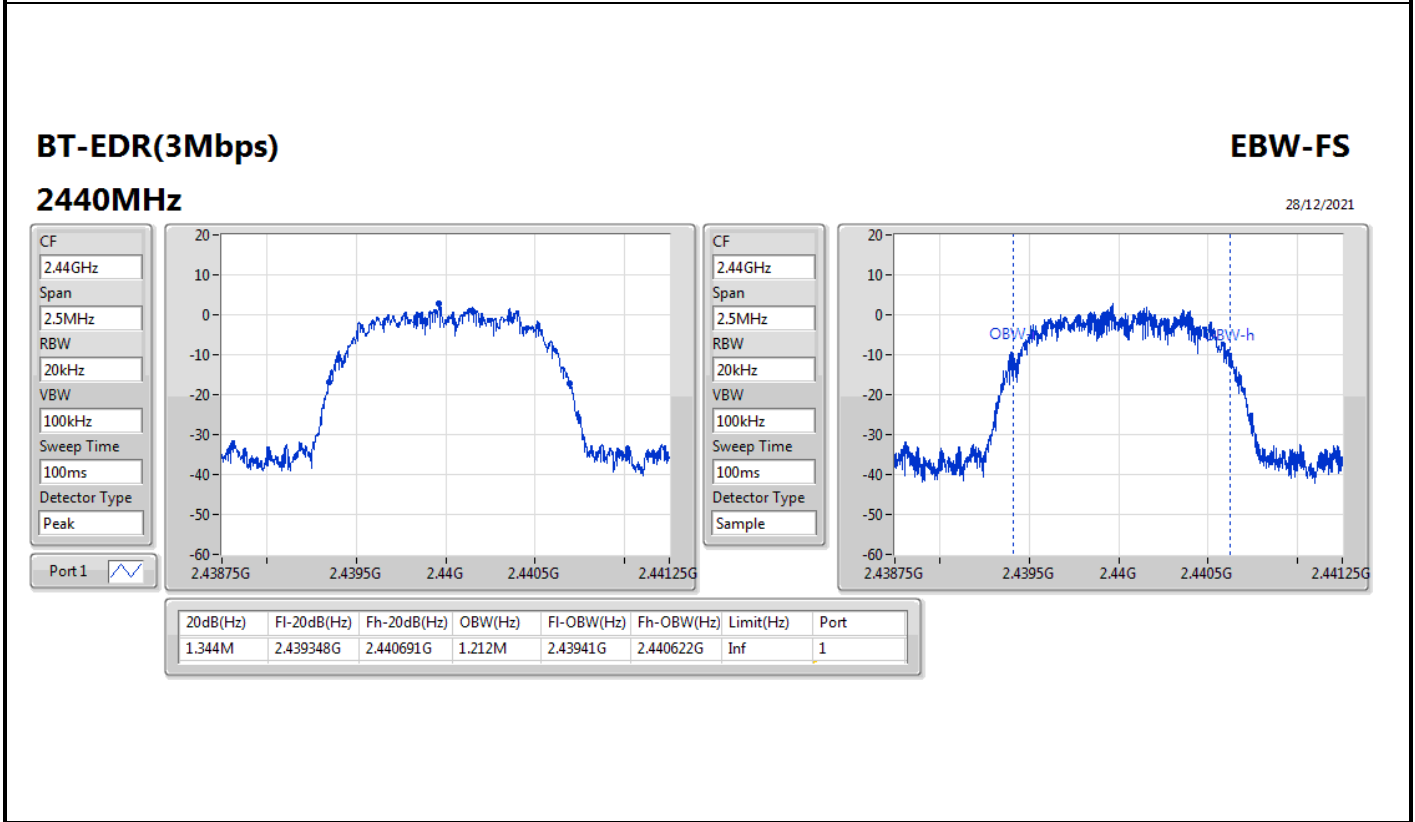 BT-EDR(3Mbps)
EBW-FS
2440MHz
28/12/2021
CF
2.44GHz
Span
2.5MHz
RBW
20kHz
VBW
100kHz
Sweep Time
100ms
Detector Type
Peak
Port 1
20
10
0
-10
-20
-30
-40
-50
-60
2.43875G 2.4395G 2.44G 2.4405G 2.44125G
CF
2.44GHz
Span
2.5MHz
RBW
20kHz
VBW
100kHz
Sweep Time
100ms
Detector Type
Sample
20
10
0
-10
-20
-30
-40
-50
-60
OBW-h
2.43875G 2.4395G 2.44G 2.4405G 2.44125G
20dB(Hz) Fl-20dB(Hz) Fh-20dB(Hz) OBW(Hz) Fl-OBW(Hz) Fh-OBW(Hz) Limit(Hz) Port
1.344M 2.439348G 2.440691G 1.212M 2.43941G 2.440622G Inf 1